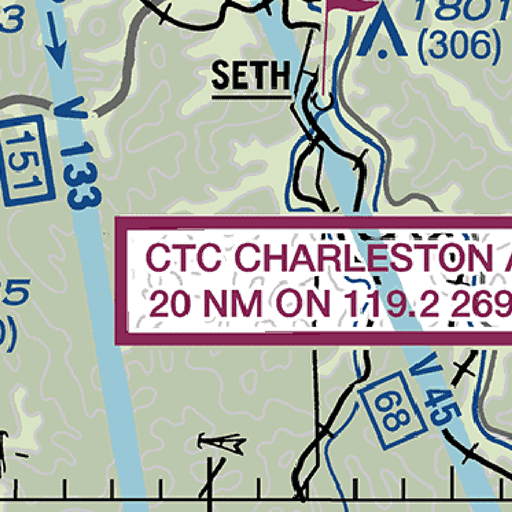 1801
(306)
SETH
V 133
151
CTC CHARLESTON
20 NM ON 119.2 269
V 45
68